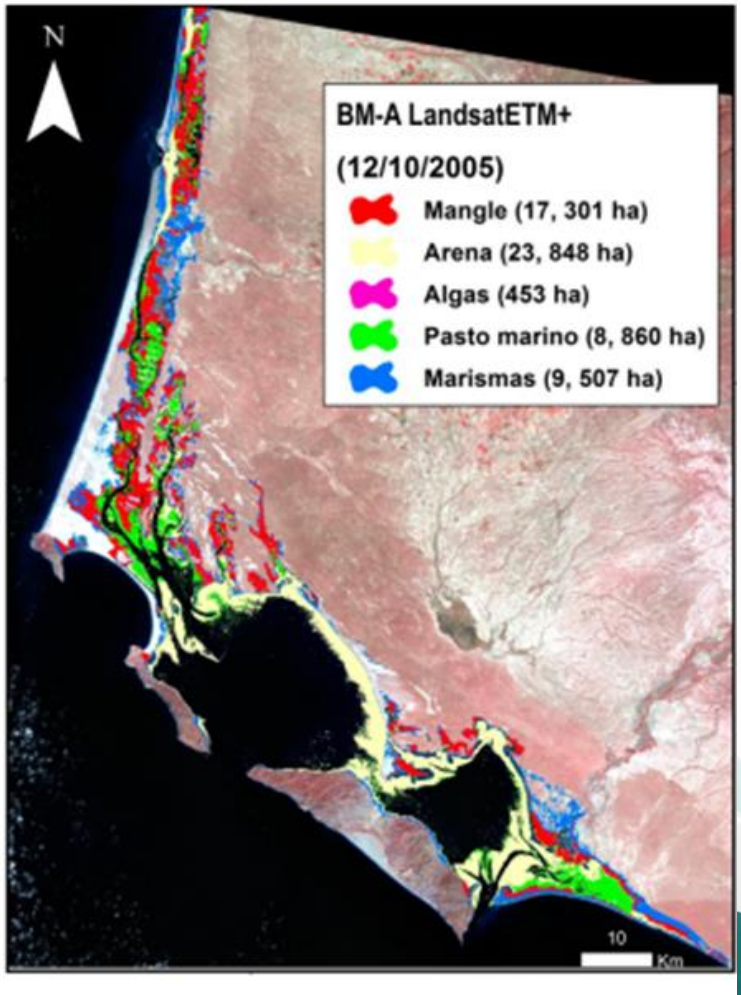 N
BM-A LandsatETM+
(12/10/2005)
Mangle (17, 301 ha)
Arena (23, 848 ha)
Algas (453 ha)
Pasto marino (8, 860 ha)
Marismas (9, 507 ha)
10
Km